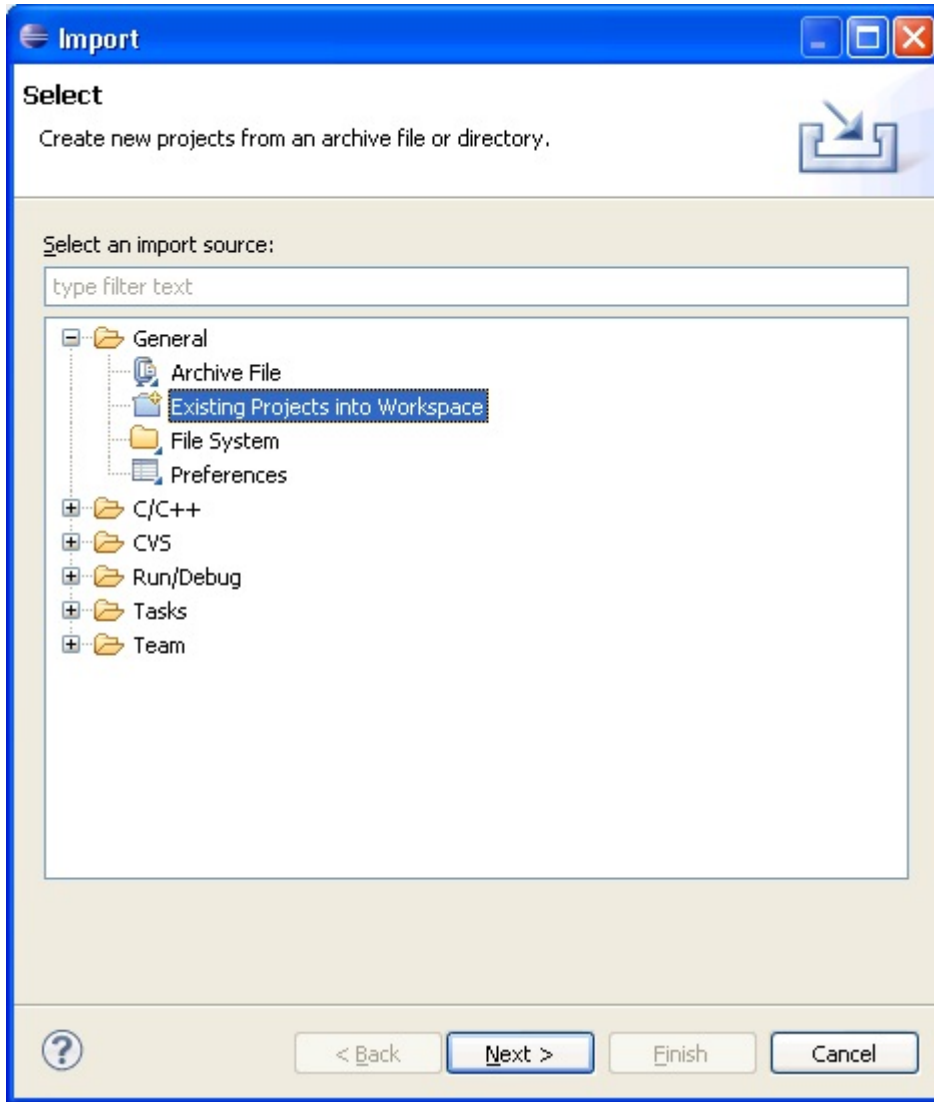 Import
Select
Create new projects from an archive file or directory.
Select an import source:
type filter text
General
Archive File
Existing Projects into Workspace
File System
Preferences
C/C++
CVS
Run/Debug
Tasks
Team
? < Back Next > Finish Cancel